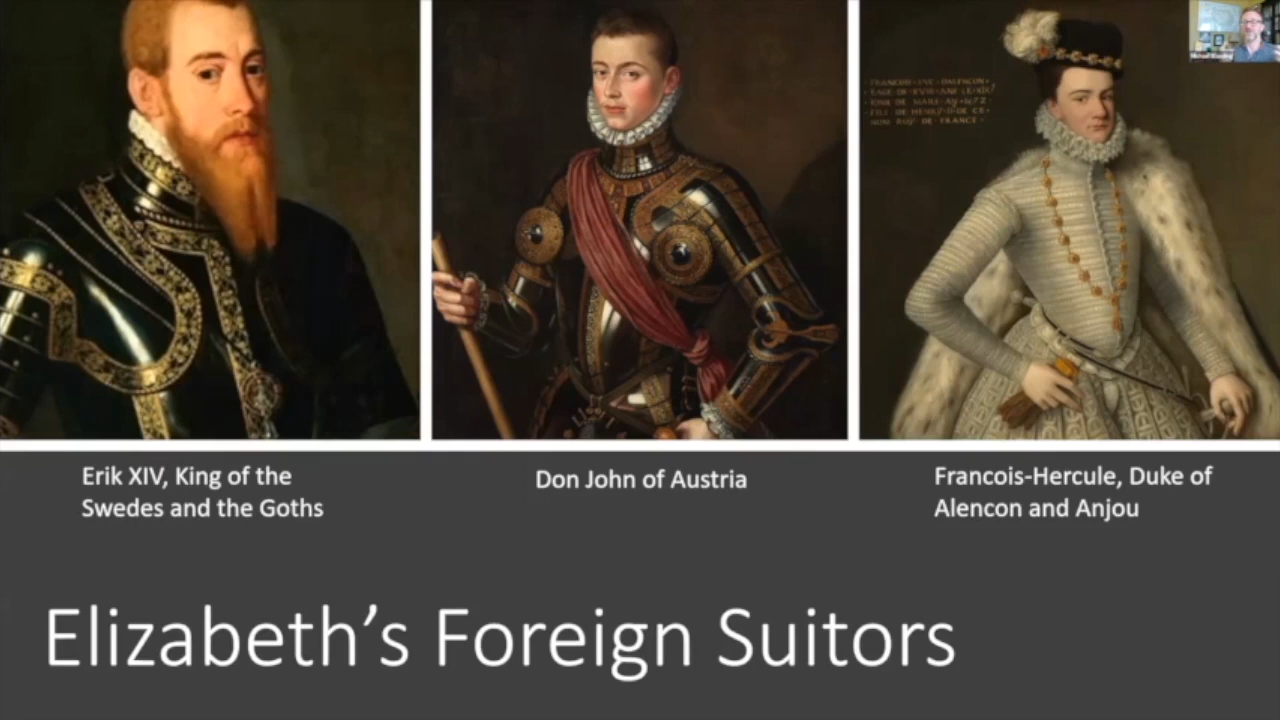 Erik XIV, King of the
Swedes and the Goths
Don John of Austria
Francois-Hercule, Duke of
Alencon and Anjou
Elizabeth's Foreign Suitors